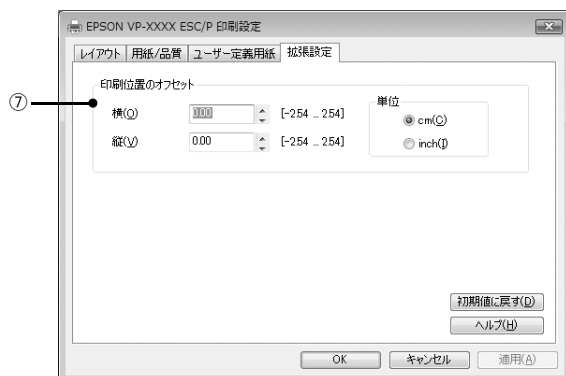 EPSON VP-XXXX ESC/P 印刷設定
レイアウト 用紙/品質 ユーザー定義用紙 拡張設定
⑦
印刷位置のオフセット
横(O) 0.00 [-2.54 .. 2.54]
縦(V) 0.00 [-2.54 .. 2.54]
単位
cm(C)
inch(I)
初期値に戻す(D)
ヘルプ(H)
OK キャンセル 適用(A)